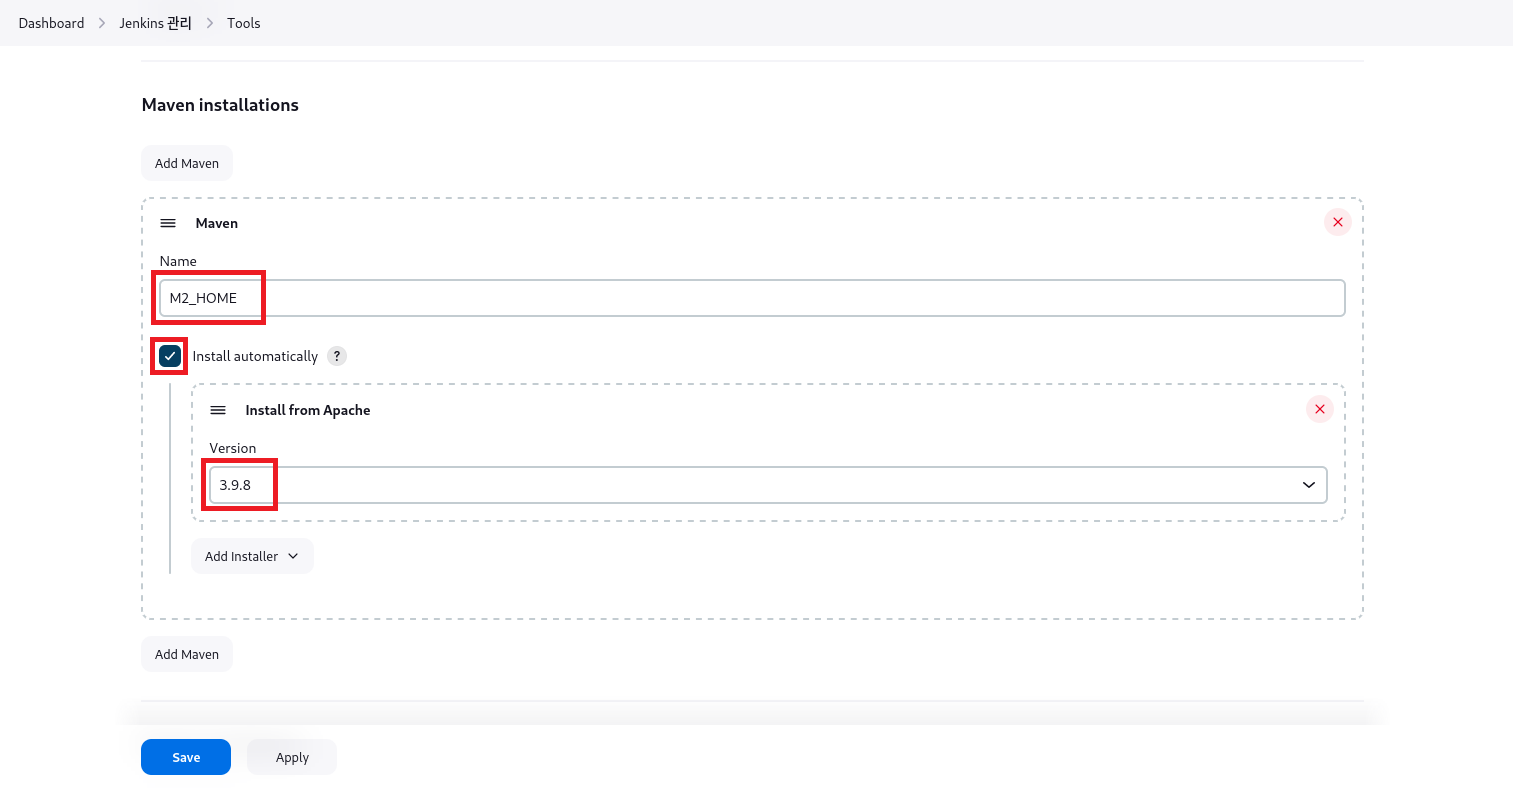 Dashboard > Jenkins 관리 > Tools
Maven installations
Add Maven
Maven
Name
M2_HOME
Install automatically ?
Install from Apache
Version
3.9.8
Add Installer
Add Maven
Save Apply